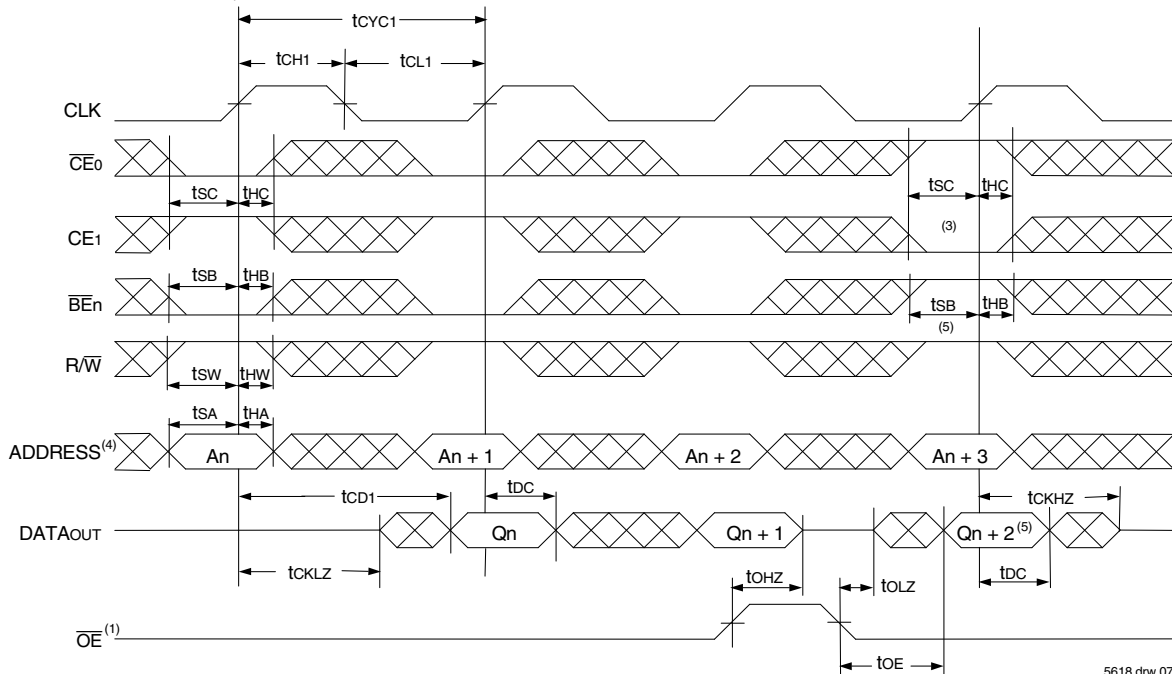 tCYC1
tCH1 tCL1
CLK
CE0
tSC tHC tSC tHC
CE1 (3)
tSB tHB
BEn tSB tHB
(5)
R/W
tSW tHW
tSA tHA
ADDRESS(4) An An + 1 An + 2 An + 3
tCD1 tDC tCKHZ
DATAOUT Qn Qn + 1 Qn + 2(5)
tCKLZ tOHZ tOLZ tDC
OE(1)
tOE
5618 drw 07